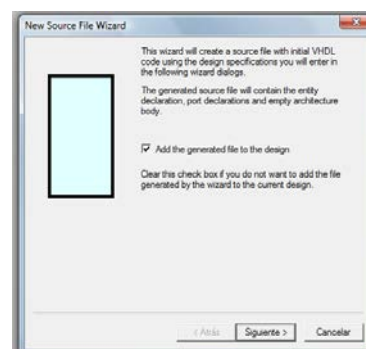 New Source File Wizard
This wizard will create a source file with initial VHDL
code using the design specifications you will enter in
the following wizard dialogs.
The generated source file will contain the entity
declaration, port declarations and empty architecture
body.
Add the generated file to the design
Clear this check box if you do not want to add the file
generated by the wizard to the current design.
< Atrás
Siguiente >
Cancelar